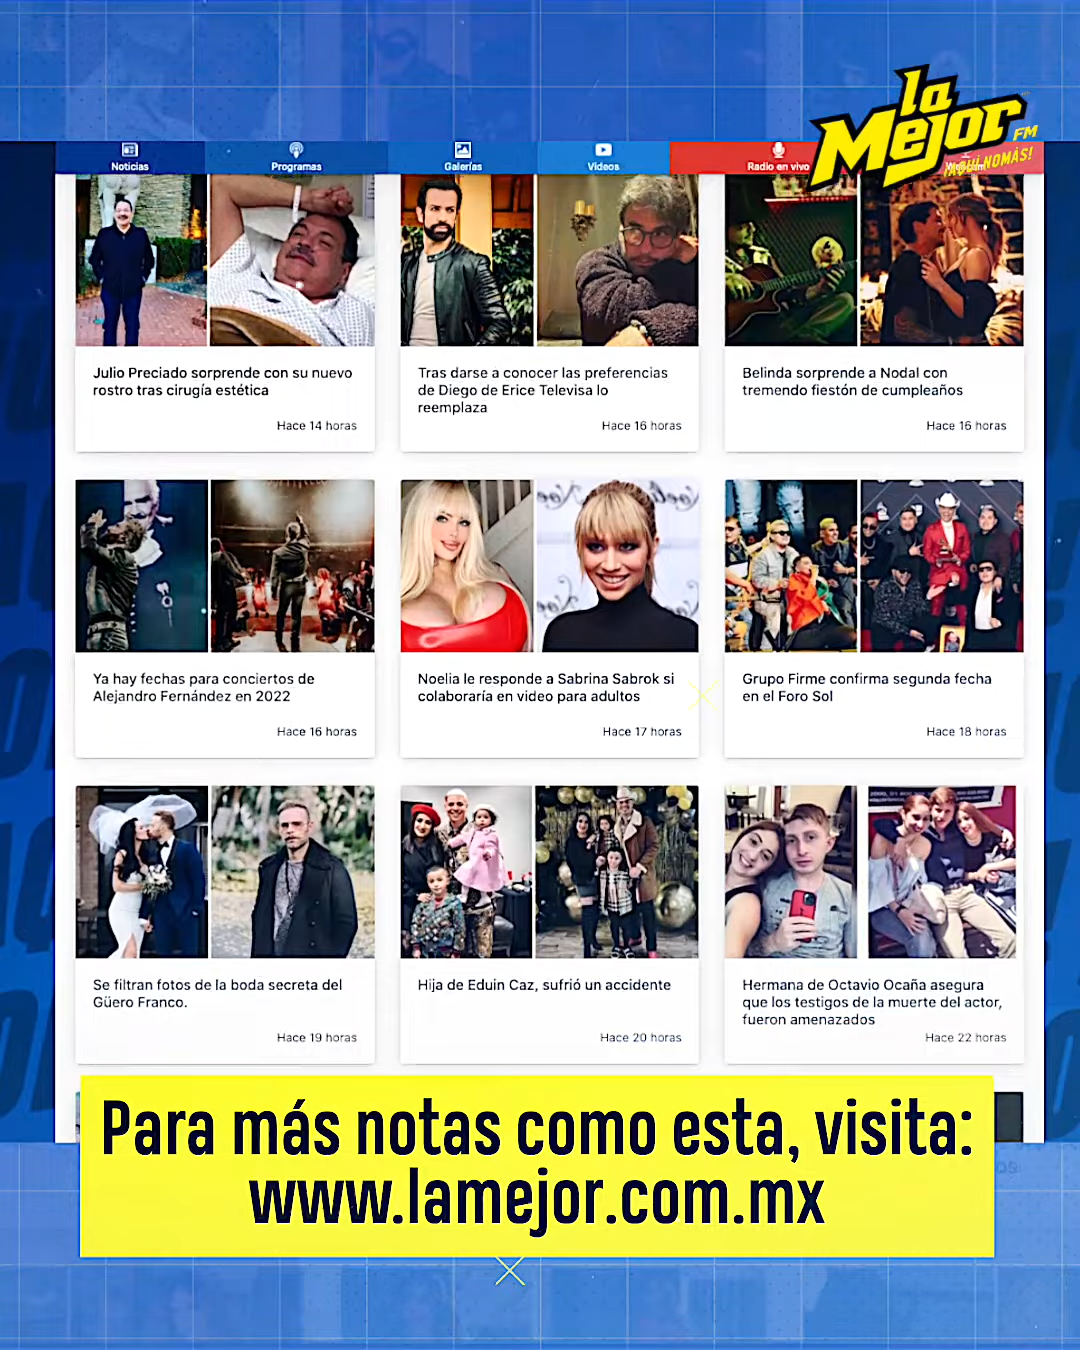 la
Mejor FM
¡AQUÍ NOMÁS!
Noticias
Programas
Galerías
Videos
Radio en vivo
Julio Preciado sorprende con su nuevo
rostro tras cirugía estética
Hace 14 horas
Tras darse a conocer las preferencias
de Diego de Erice Televisa lo
reemplaza
Hace 16 horas
Belinda sorprende a Nodal con
tremendo fiestón de cumpleaños
Hace 16 horas
Ya hay fechas para conciertos de
Alejandro Fernández en 2022
Hace 16 horas
Noelia le responde a Sabrina Sabrok si
colaboraría en video para adultos
Hace 17 horas
Grupo Firme confirma segunda fecha
en el Foro Sol
Hace 18 horas
Se filtran fotos de la boda secreta del
Güero Franco.
Hace 19 horas
Hija de Eduin Caz, sufrió un accidente
Hace 20 horas
Hermana de Octavio Ocaña asegura
que los testigos de la muerte del actor,
fueron amenazados
Hace 22 horas
Para más notas como esta, visita:
www.lamejor.com.mx